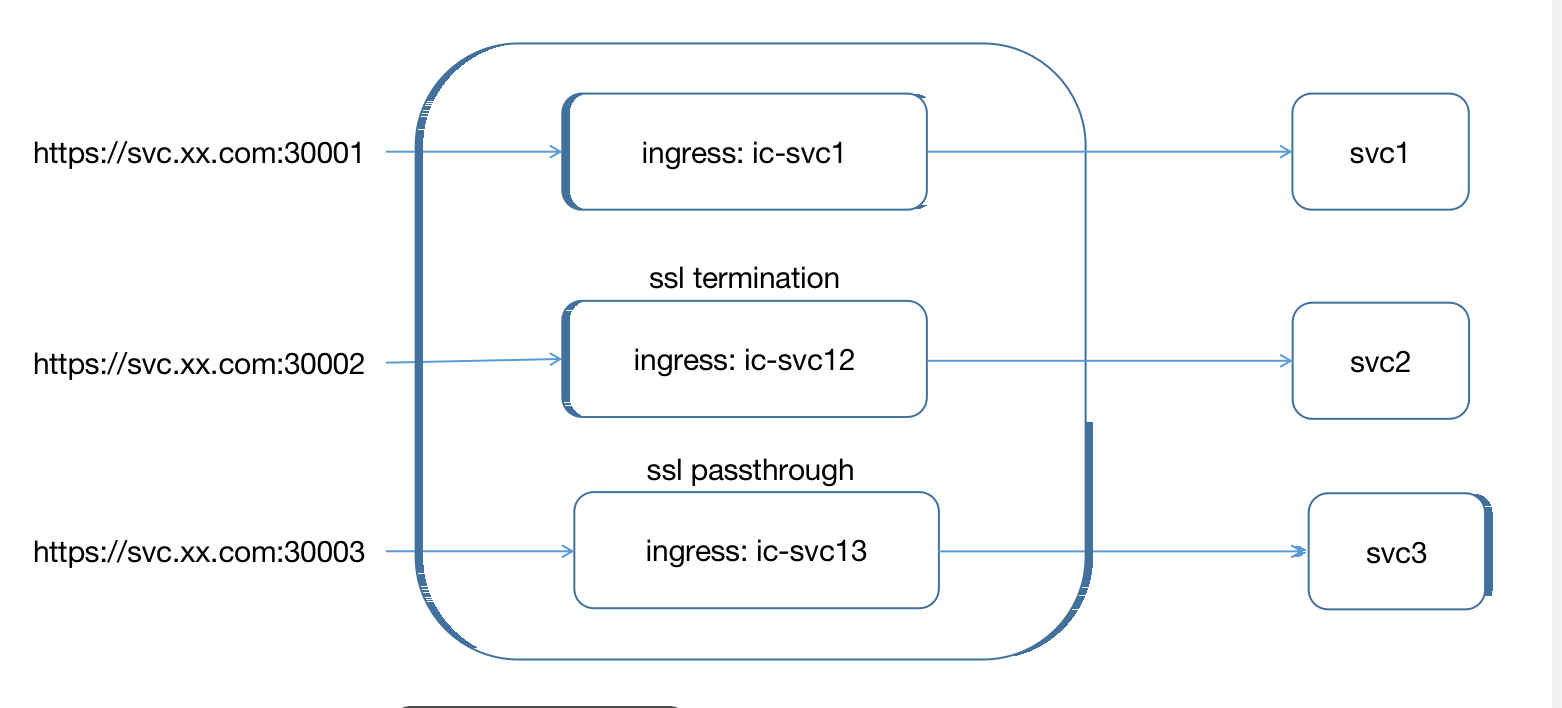 https://svc.xx.com:30001
ingress: ic-svc1
svc1
ssl termination
https://svc.xx.com:30002
ingress: ic-svc12
svc2
ssl passthrough
https://svc.xx.com:30003
ingress: ic-svc13
svc3